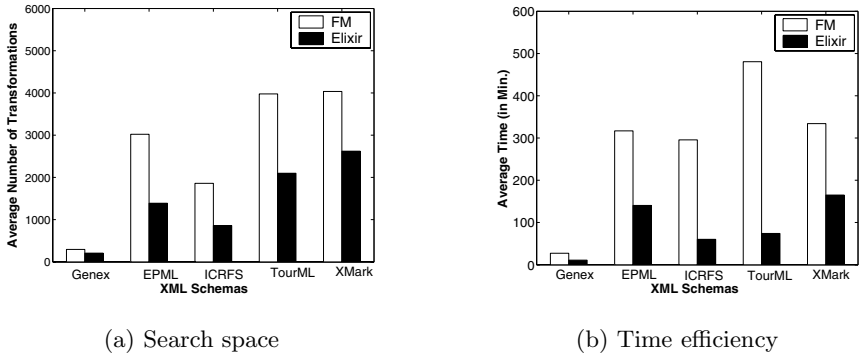 6000
5000
4000
3000
2000
1000
0
Average Number of Transformations
FM
Elixir
Genex EPML ICRFS TourML XMark
XML Schemas
(a) Search space
600
500
400
300
200
100
0
Average Time (in Min.)
FM
Elixir
Genex EPML ICRFS TourML XMark
XML Schemas
(b) Time efficiency